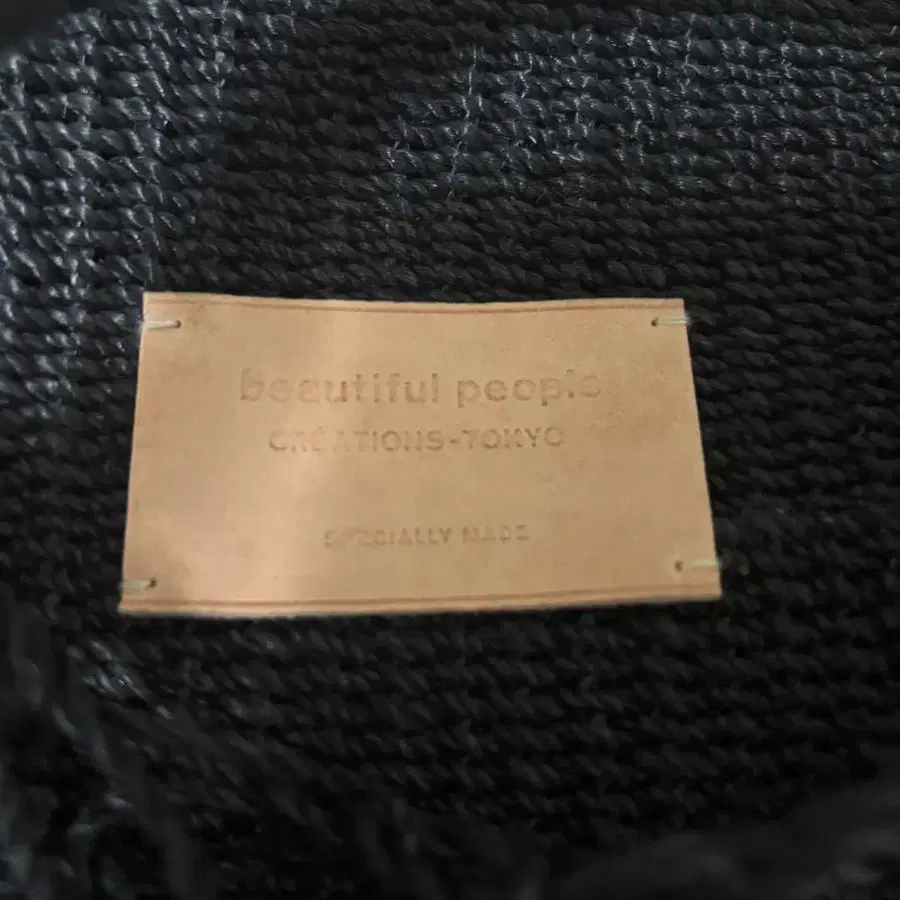 beautiful people
CRÉATIONS-TOKYO
SPECIALLY MADE